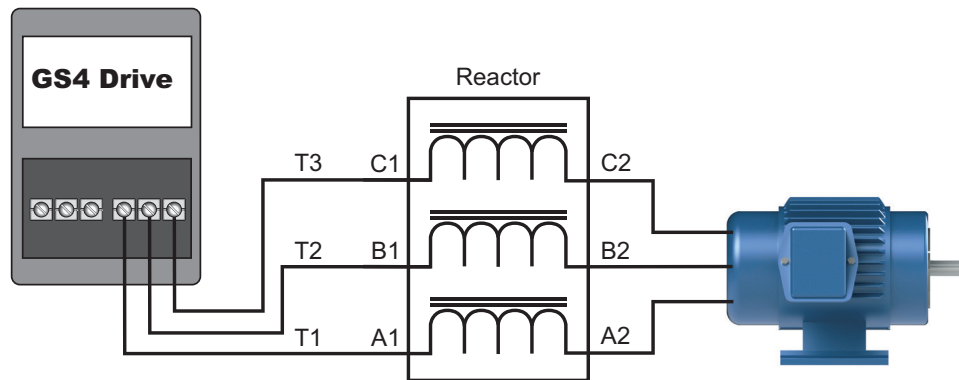 GS4 Drive
Reactor
T3 C1 C2
T2 B1 B2
T1 A1 A2